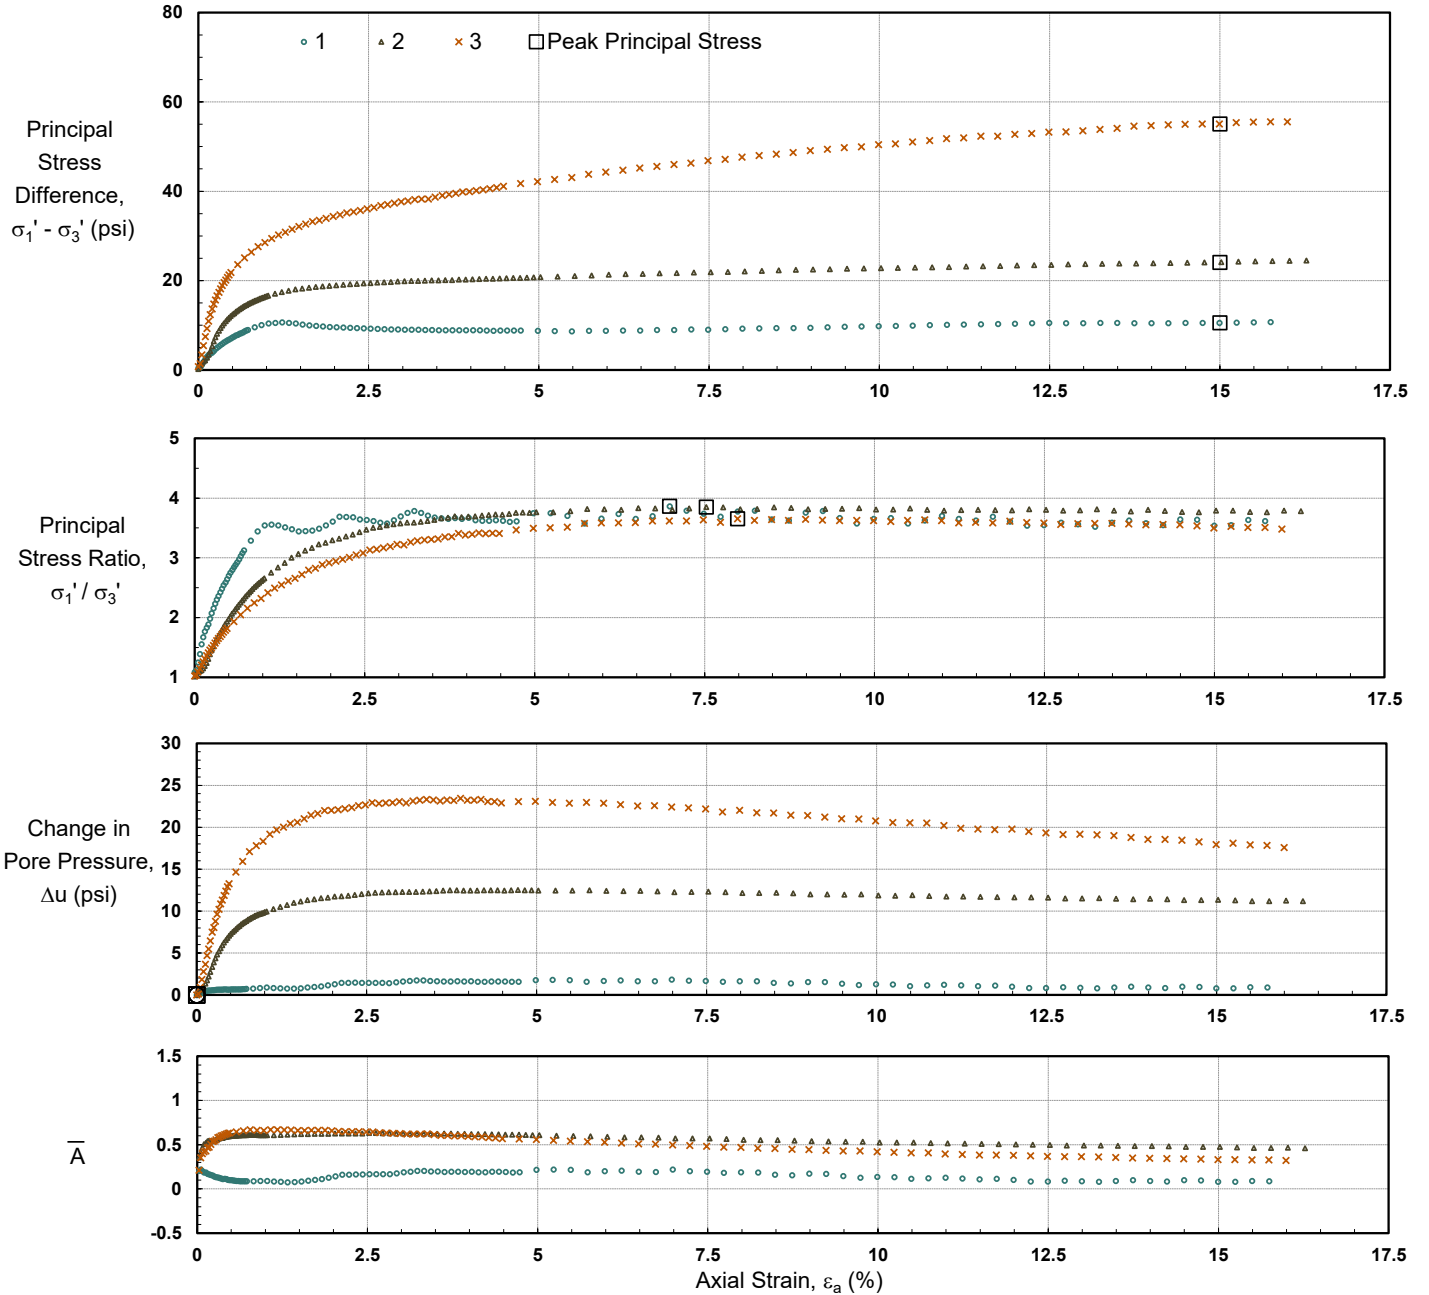 80
60
40
20
0
1 2 3 Peak Principal Stress
Principal
Stress
Difference,
σ1' - σ3' (psi)
0 2.5 5 7.5 10 12.5 15 17.5
5
4
3
2
1
Principal
Stress Ratio,
σ1' / σ3'
0 2.5 5 7.5 10 12.5 15 17.5
30
25
20
15
10
5
0
Change in
Pore Pressure,
Δu (psi)
0 2.5 5 7.5 10 12.5 15 17.5
1.5
1
0.5
0
-0.5
A̅
0 2.5 5 7.5 10 12.5 15 17.5
Axial Strain, εa (%)